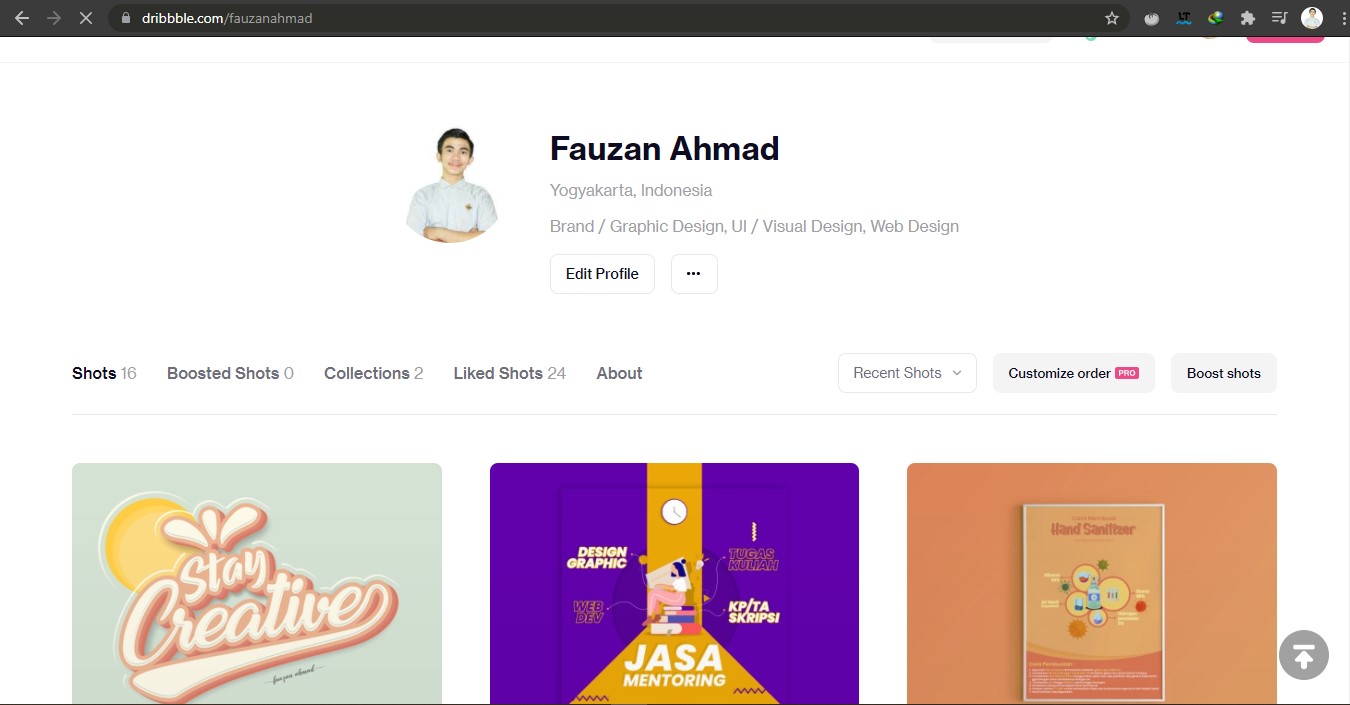 dribbble.com/fauzanahmad
Fauzan Ahmad
Yogyakarta, Indonesia
Brand / Graphic Design, UI / Visual Design, Web Design
Edit Profile
Shots 16 Boosted Shots 0 Collections 2 Liked Shots 24 About
Recent Shots Customize order PRO Boost shots
Stay
Creative
fauzan ahmad
DESIGN
GRAPHIC
TUGAS
KULIAH
WEB
DEV
KP/TA
SKRIPSI
JASA
MENTORING
Hand Sanitizer